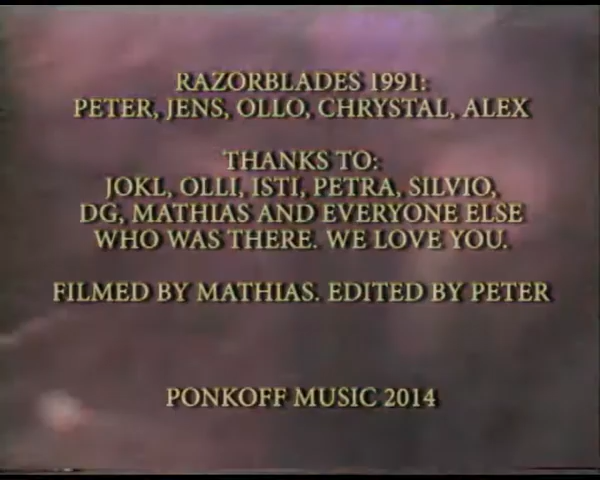 RAZORBLADES 1991:
PETER, JENS, OLLO, CHRYSTAL, ALEX
THANKS TO:
JOKL, OLLI, ISTI, PETRA, SILVIO,
DG, MATHIAS AND EVERYONE ELSE
WHO WAS THERE. WE LOVE YOU.
FILMED BY MATHIAS. EDITED BY PETER
PONKOFF MUSIC 2014